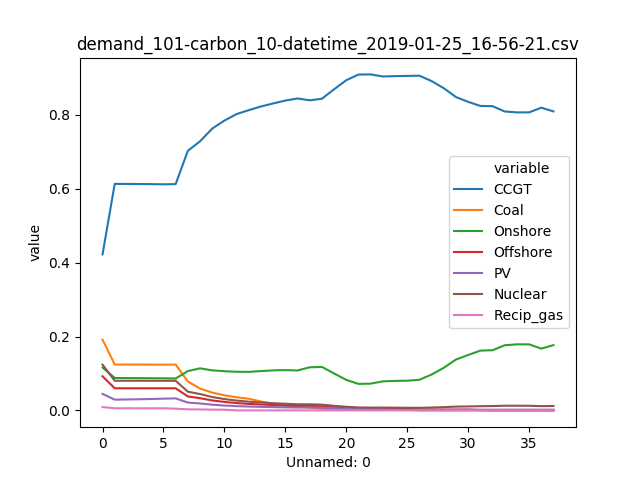 demand_101-carbon_10-datetime_2019-01-25_16-56-21.csv
value
0.8
0.6
0.4
0.2
0.0
variable
CCGT
Coal
Onshore
Offshore
PV
Nuclear
Recip_gas
0 5 10 15 20 25 30 35
Unnamed: 0